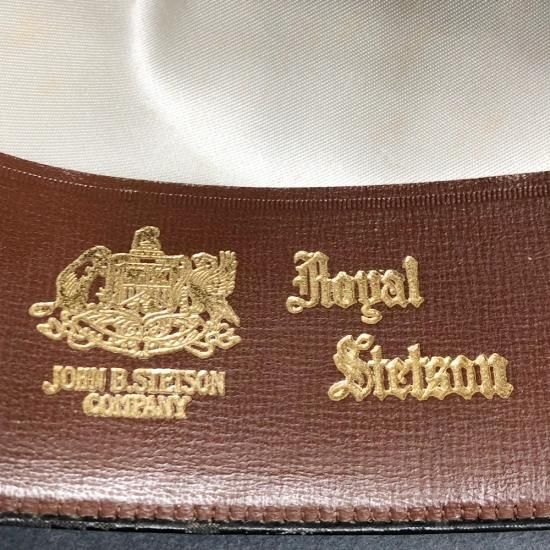 JOHN B. STETSON
COMPANY
Royal
Stetson